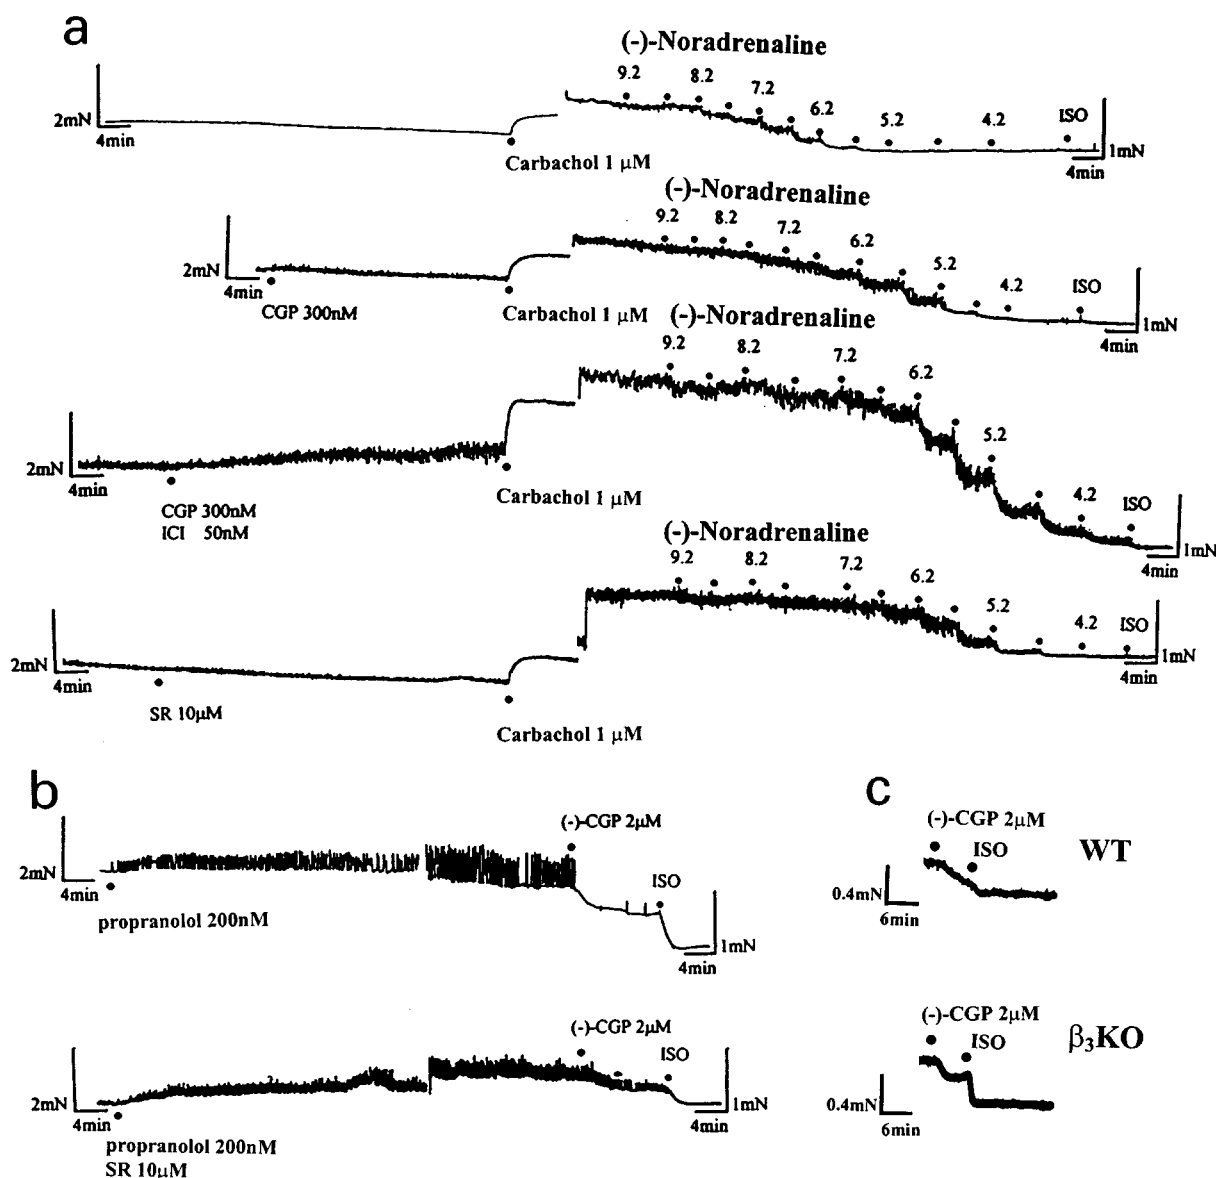 a
(-)-Noradrenaline
9.2 8.2 7.2 6.2 5.2 4.2 ISO
2mN
4min
Carbachol 1 μM
1mN
4min
(-)-Noradrenaline
9.2 8.2 7.2 6.2 5.2 4.2 ISO
2mN
4min
CGP 300nM
Carbachol 1 μM
1mN
4min
(-)-Noradrenaline
9.2 8.2 7.2 6.2 5.2 4.2 ISO
2mN
4min
CGP 300nM
ICI 50nM
Carbachol 1 μM
1mN
4min
(-)-Noradrenaline
9.2 8.2 7.2 6.2 5.2 4.2 ISO
2mN
4min
SR 10μM
Carbachol 1 μM
1mN
4min
b
(-)-CGP 2μM
ISO
2mN
4min
propranolol 200nM
1mN
4min
(-)-CGP 2μM
ISO
2mN
4min
propranolol 200nM
SR 10μM
1mN
4min
c
(-)-CGP 2μM
ISO
WT
0.4mN
6min
(-)-CGP 2μM
ISO
β₃KO
0.4mN
6min